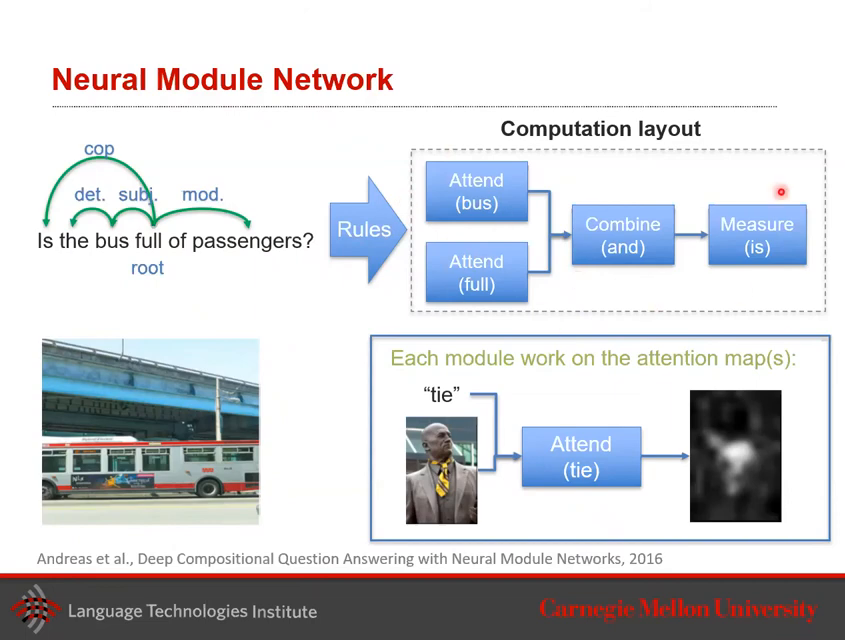 Neural Module Network
Computation layout
cop
det. subj. mod.
Is the bus full of passengers?
root
Rules
Attend
(bus)
Attend
(full)
Combine
(and)
Measure
(is)
Each module work on the attention map(s):
“tie”
Attend
(tie)
Andreas et al., Deep Compositional Question Answering with Neural Module Networks, 2016
Language Technologies Institute
Carnegie Mellon University